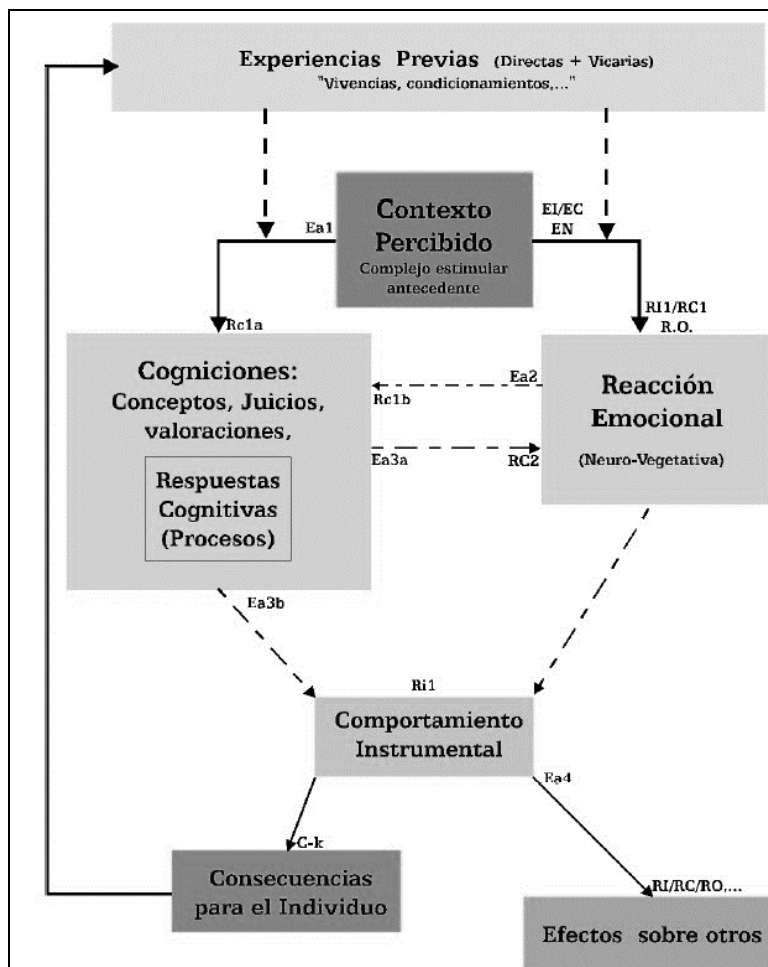 Experiencias Previas (Directas + Vicarias)
"Vivencias, condicionamientos,..."
Contexto
Percibido
Complejo estimular
antecedente
Ea1
EI/EC
EN
Rc1a
RI1/RC1
R.O.
Cogniciones:
Conceptos, Juicios,
valoraciones,
Respuestas
Cognitivas
(Procesos)
Ea2
Rc1b
Ea3a
RC2
Reacción
Emocional
(Neuro-Vegetativa)
Ea3b
Ri1
Comportamiento
Instrumental
Ea4
C-k
Consecuencias
para el Individuo
RI/RC/RO,...
Efectos sobre otros